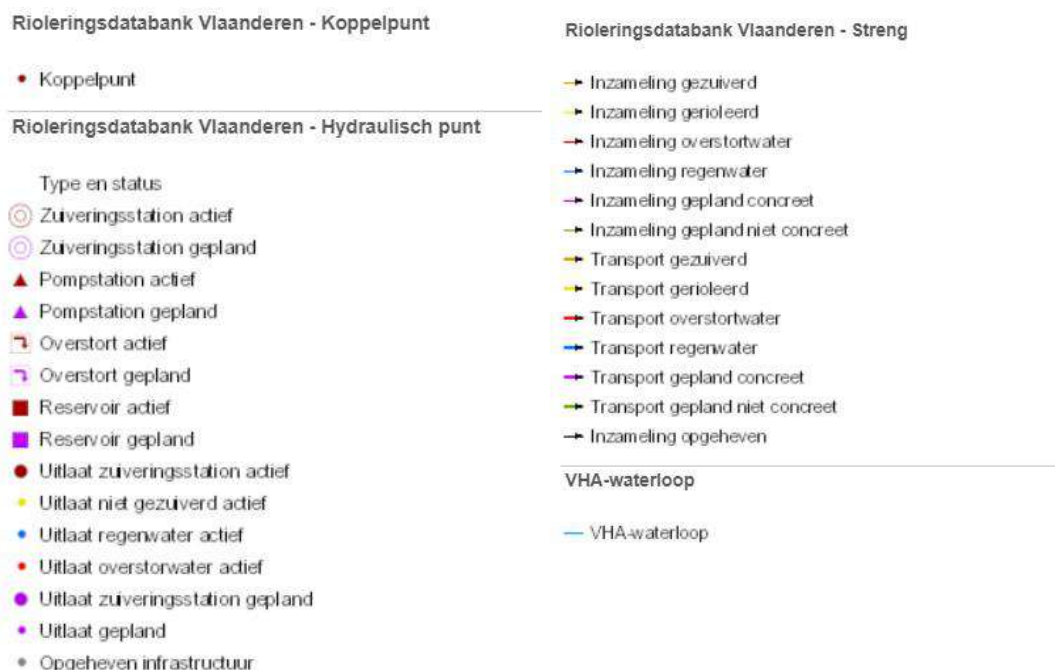 Rioleringsdatabank Vlaanderen - Koppelpunt
Koppelpunt
Rioleringsdatabank Vlaanderen - Hydraulisch punt
Type en status
Zuiveringsstation actief
Zuiveringsstation gepland
Pompstation actief
Pompstation gepland
Overstort actief
Overstort gepland
Reservoir actief
Reservoir gepland
Uitlaat zuiveringsstation actief
Uitlaat niet gezuiverd actief
Uitlaat regenwater actief
Uitlaat overstorwater actief
Uitlaat zuiveringsstation gepland
Uitlaat gepland
Opgeheven infrastructuur
Rioleringsdatabank Vlaanderen - Streng
Inzameling gezuiverd
Inzameling gerioleerd
Inzameling overstortwater
Inzameling regenwater
Inzameling gepland concreet
Inzameling gepland niet concreet
Transport gezuiverd
Transport gerioleerd
Transport overstortwater
Transport regenwater
Transport gepland concreet
Transport gepland niet concreet
Inzameling opgeheven
VHA-waterloop
VHA-waterloop